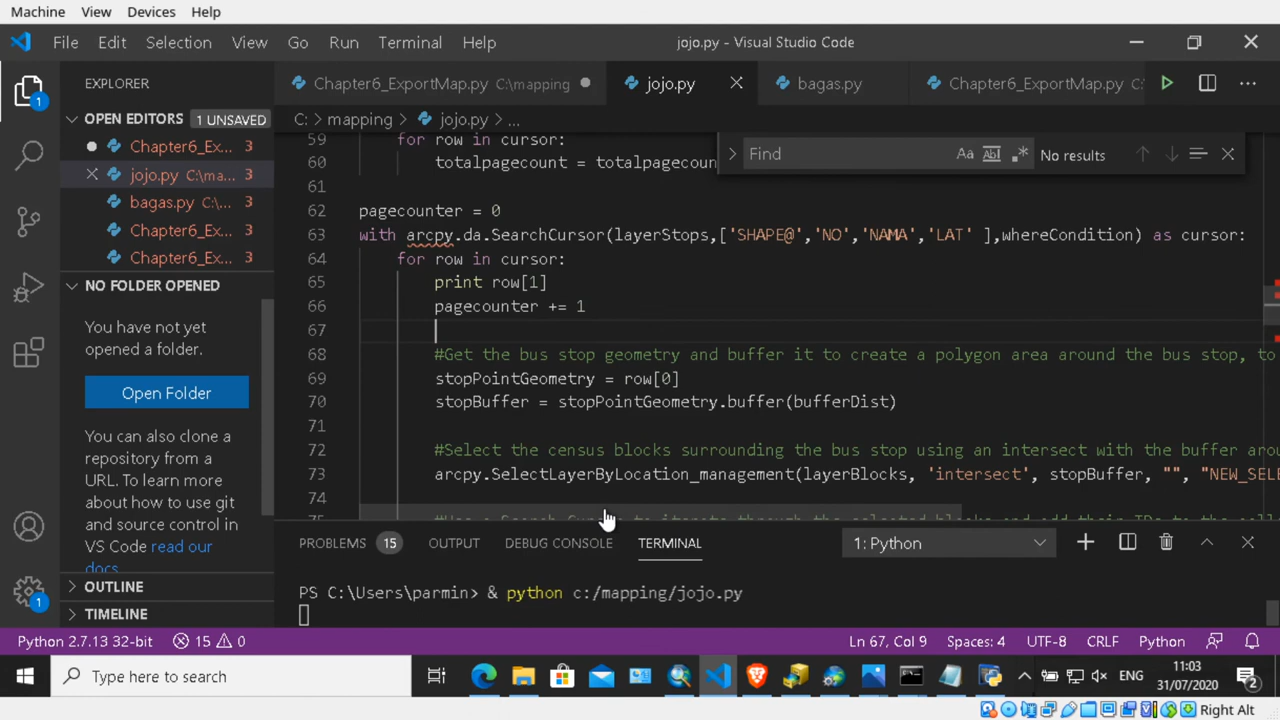 Machine View Devices Help
File Edit Selection View Go Run Terminal Help jojo.py - Visual Studio Code
EXPLORER
Chapter6_ExportMap.py C:\mapping
jojo.py
bagas.py
Chapter6_ExportMap.py C:
1
OPEN EDITORS 1 UNSAVED
Chapter6_Ex... 3
jojo.py C:\ma... 3
bagas.py C:\... 3
Chapter6_Ex... 3
Chapter6_Ex... 3
NO FOLDER OPENED
You have not yet
opened a folder.
Open Folder
You can also clone a
repository from a
URL. To learn more
about how to use git
and source control in
VS Code read our
docs.
OUTLINE
TIMELINE
1
C: > mapping > jojo.py > ...
Find Aa Ab| .* No results
59 for row in cursor:
60 totalpagecount = totalpagecoun
61
62 pagecounter = 0
63 with arcpy.da.SearchCursor(layerStops,['SHAPE@','NO','NAMA','LAT' ],whereCondition) as cursor:
64 for row in cursor:
65 print row[1]
66 pagecounter += 1
67
68 #Get the bus stop geometry and buffer it to create a polygon area around the bus stop, to
69 stopPointGeometry = row[0]
70 stopBuffer = stopPointGeometry.buffer(bufferDist)
71
72 #Select the census blocks surrounding the bus stop using an intersect with the buffer arou
73 arcpy.SelectLayerByLocation_management(layerBlocks, 'intersect', stopBuffer, "", "NEW_SELE
74
PROBLEMS 15 OUTPUT DEBUG CONSOLE TERMINAL 1: Python
PS C:\Users\parmin> & python c:/mapping/jojo.py
Python 2.7.13 32-bit 15 0 Ln 67, Col 9 Spaces: 4 UTF-8 CRLF Python
Type here to search
ENG
11:03
31/07/2020
2
Right Alt